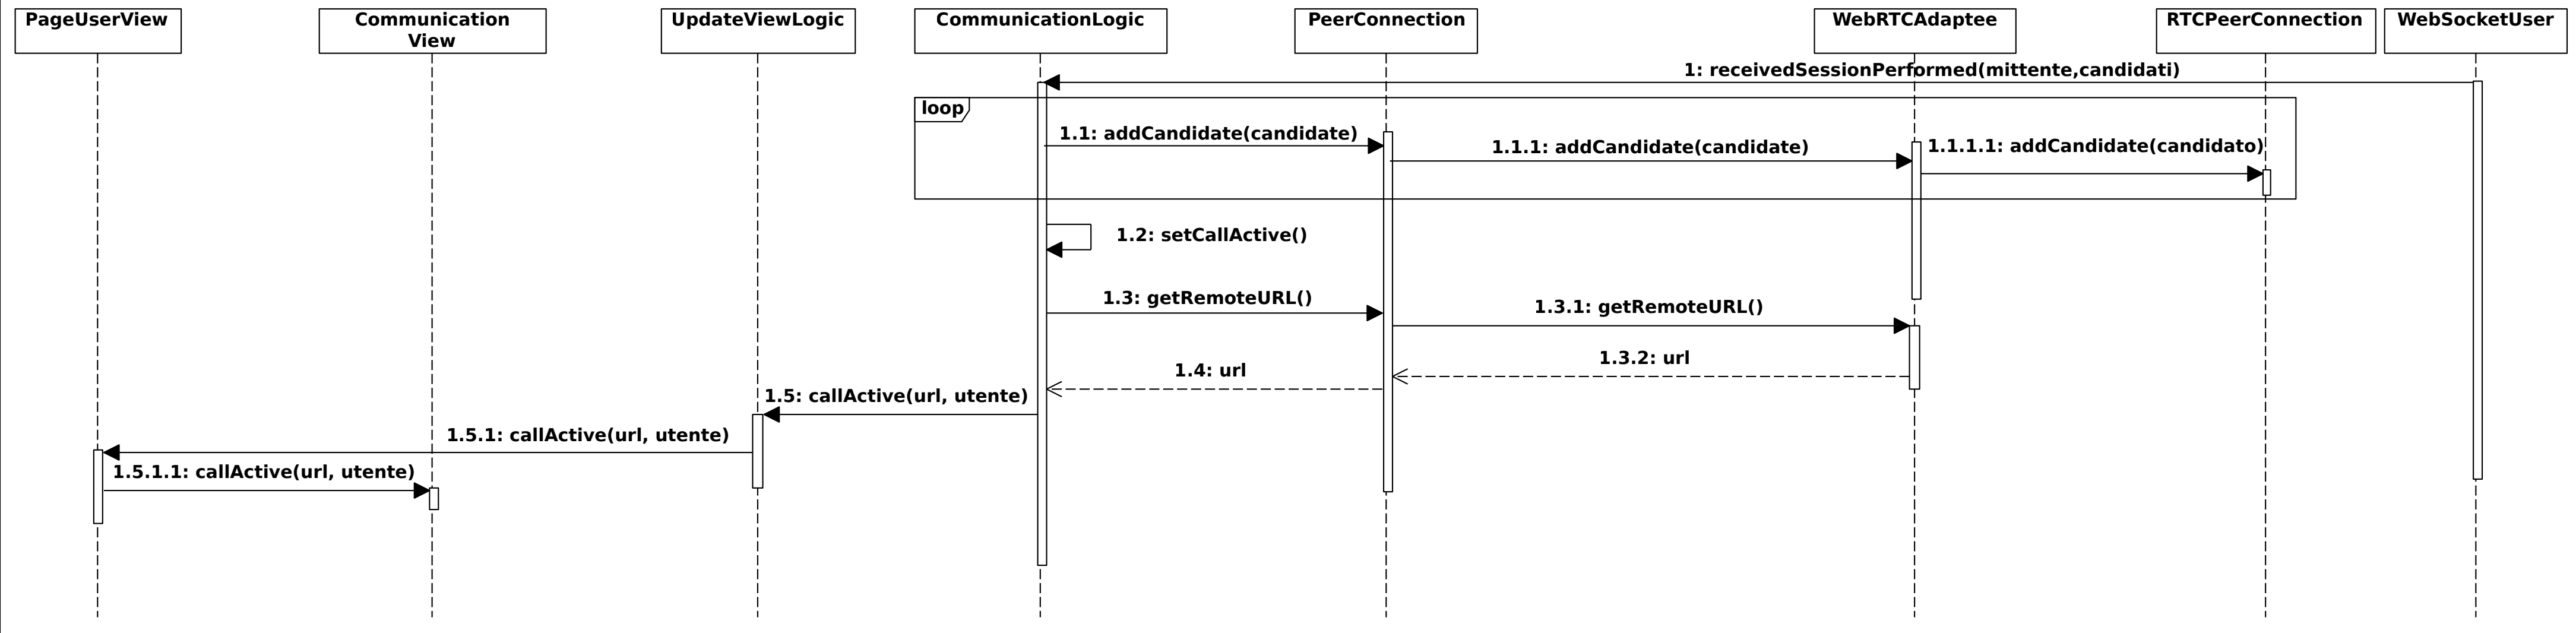 PageUserView
Communication
View
UpdateViewLogic
CommunicationLogic
PeerConnection
WebRTCAdaptee
RTCPeerConnection
WebSocketUser
1: receivedSessionPerformed(mittente,candidati)
loop
1.1: addCandidate(candidate)
1.1.1: addCandidate(candidate)
1.1.1.1: addCandidate(candidato)
1.2: setCallActive()
1.3: getRemoteURL()
1.3.1: getRemoteURL()
1.3.2: url
1.4: url
1.5: callActive(url, utente)
1.5.1: callActive(url, utente)
1.5.1.1: callActive(url, utente)